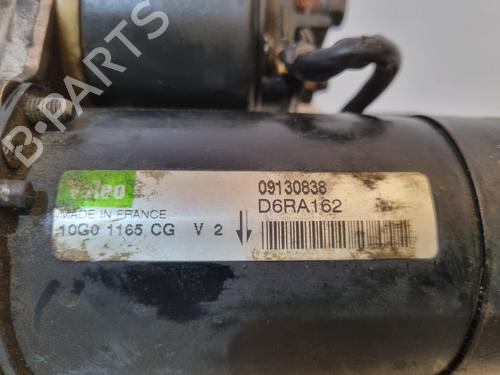 B-PARTS
Valeo
MADE IN FRANCE
10G0 1165 CG V 2
09130838
D6RA162